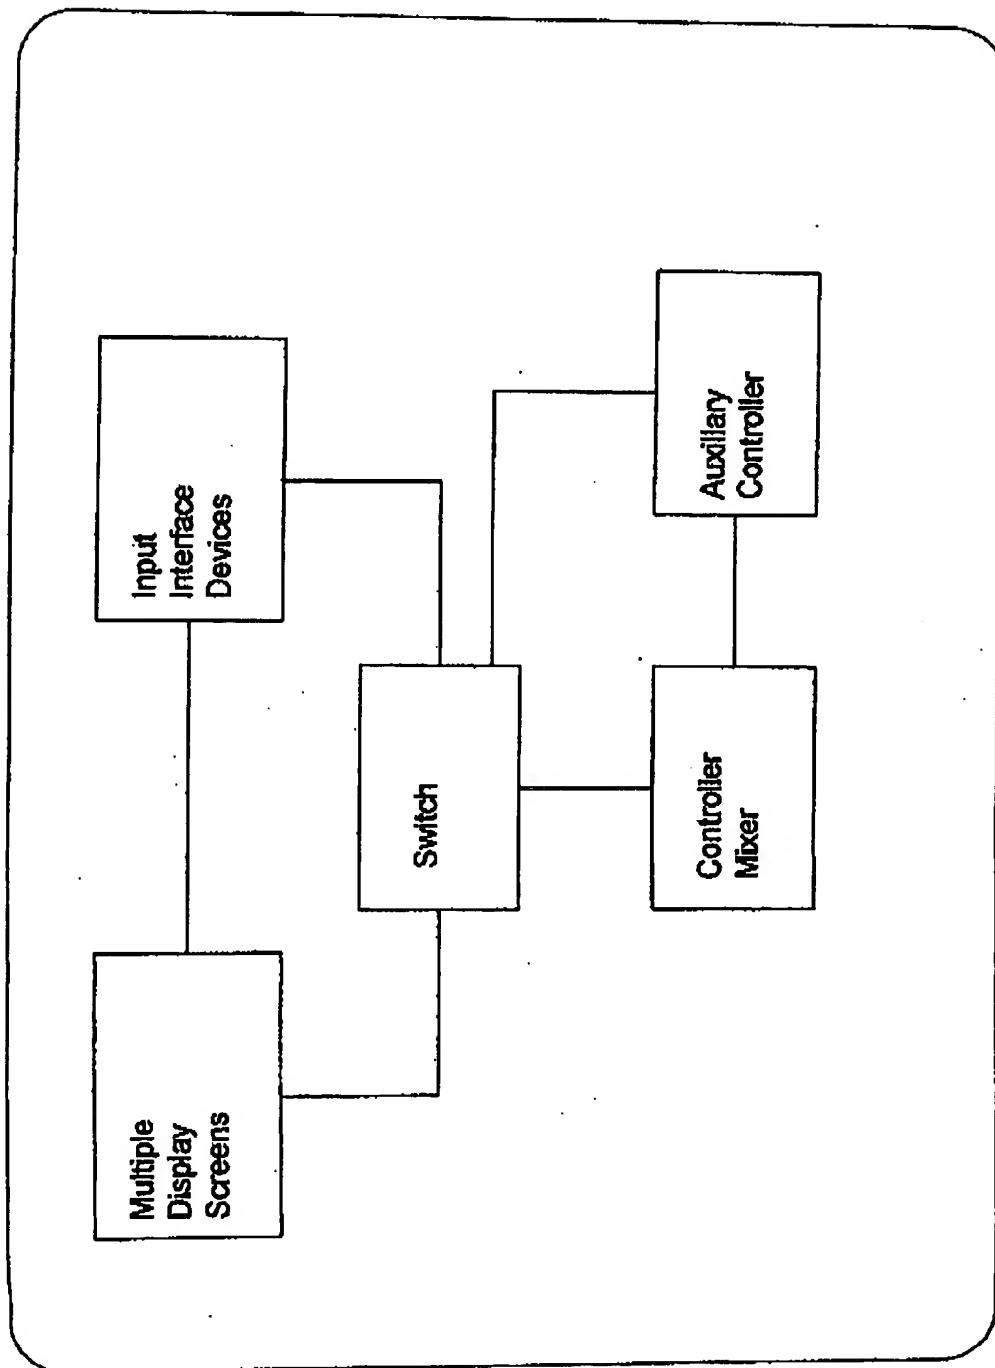 Multiple
Display
Screens
Input
Interface
Devices
Switch
Controller
Mixer
Auxillary
Controller